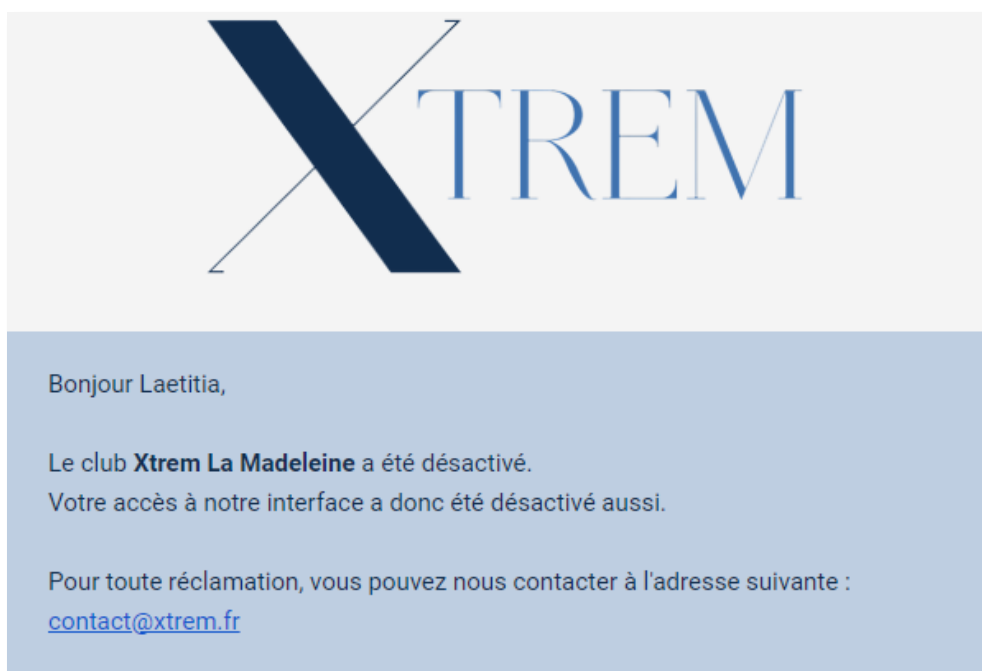 XTREM
Bonjour Laetitia,
Le club Xtrem La Madeleine a été désactivé.
Votre accès à notre interface a donc été désactivé aussi.
Pour toute réclamation, vous pouvez nous contacter à l'adresse suivante :
contact@xtrem.fr